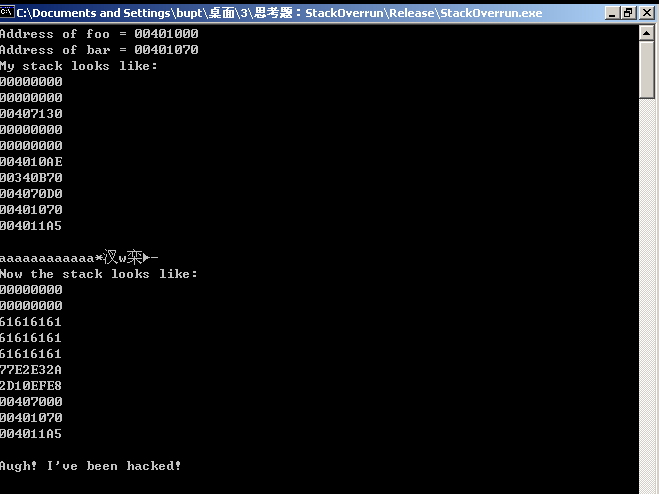 C:\Documents and Settings\bupt\桌面\3\思考题:StackOverrun\Release\StackOverrun.exe
Address of foo = 00401000
Address of bar = 00401070
My stack looks like:
00000000
00000000
00407130
00000000
00000000
004010AE
00340B70
004070D0
00401070
004011A5
aaaaaaaaaaaa*汊w栾►-
Now the stack looks like:
00000000
00000000
61616161
61616161
61616161
77E2E32A
2D10EFE8
00407000
00401070
004011A5
Augh! I've been hacked!